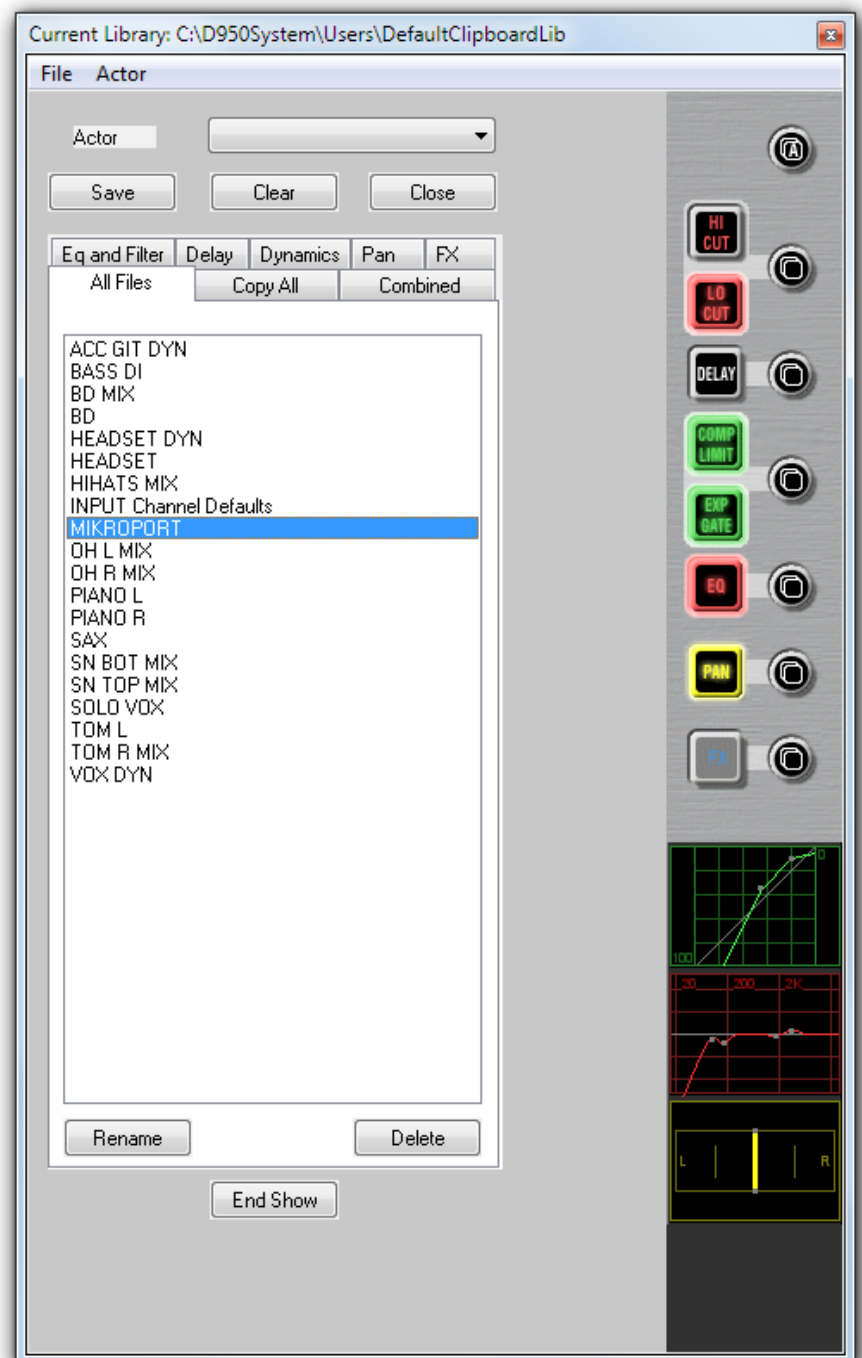 Current Library: C:\D950System\Users\DefaultClipboardLib
File Actor
Actor
Save Clear Close
Eq and Filter Delay Dynamics Pan FX
All Files Copy All Combined
ACC GIT DYN
BASS DI
BD MIX
BD
HEADSET DYN
HEADSET
HIHATS MIX
INPUT Channel Defaults
MIKROPORT
OH L MIX
OH R MIX
PIANO L
PIANO R
SAX
SN BOT MIX
SN TOP MIX
SOLO VOX
TOM L
TOM R MIX
VOX DYN
Rename Delete
End Show
A
HI
CUT
LO
CUT
DELAY
COMP
LIMIT
EXP
GATE
EQ
PAN
FX
0
100
20 200 2K
L R